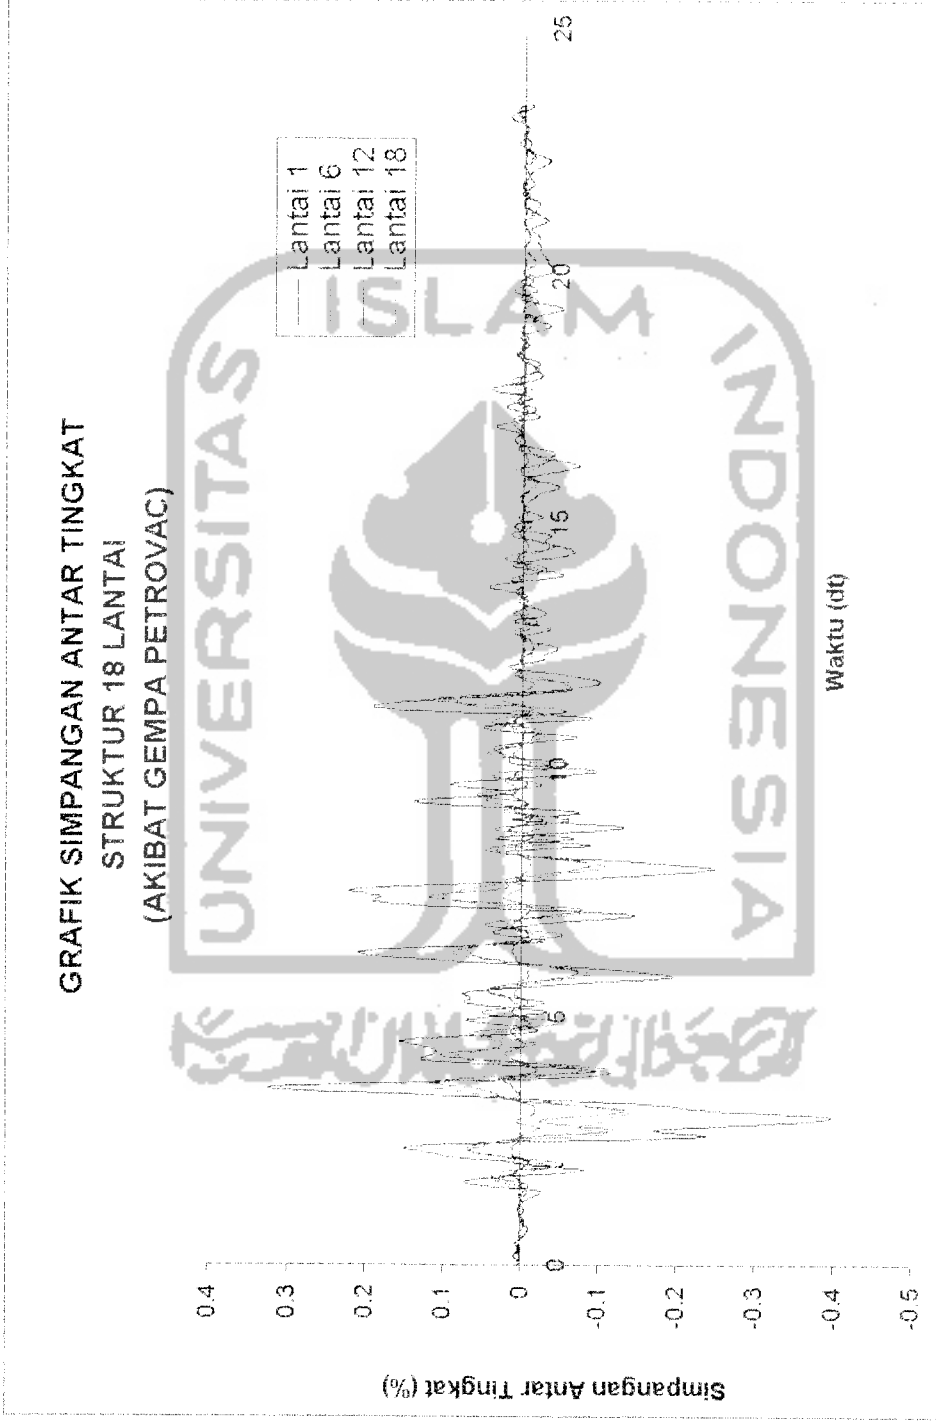 GRAFIK SIMPANGAN ANTAR TINGKAT
STRUKTUR 18 LANTAI
(AKIBAT GEMPA PETROVAC)
Lantai 1
Lantai 6
Lantai 12
Lantai 18
Simpangan Antar Tingkat (%)
0.4
0.3
0.2
0.1
0
-0.1
-0.2
-0.3
-0.4
-0.5
0
5
10
15
20
25
Waktu (dt)
UNIVERSITAS
ISLAM
INDONESIA